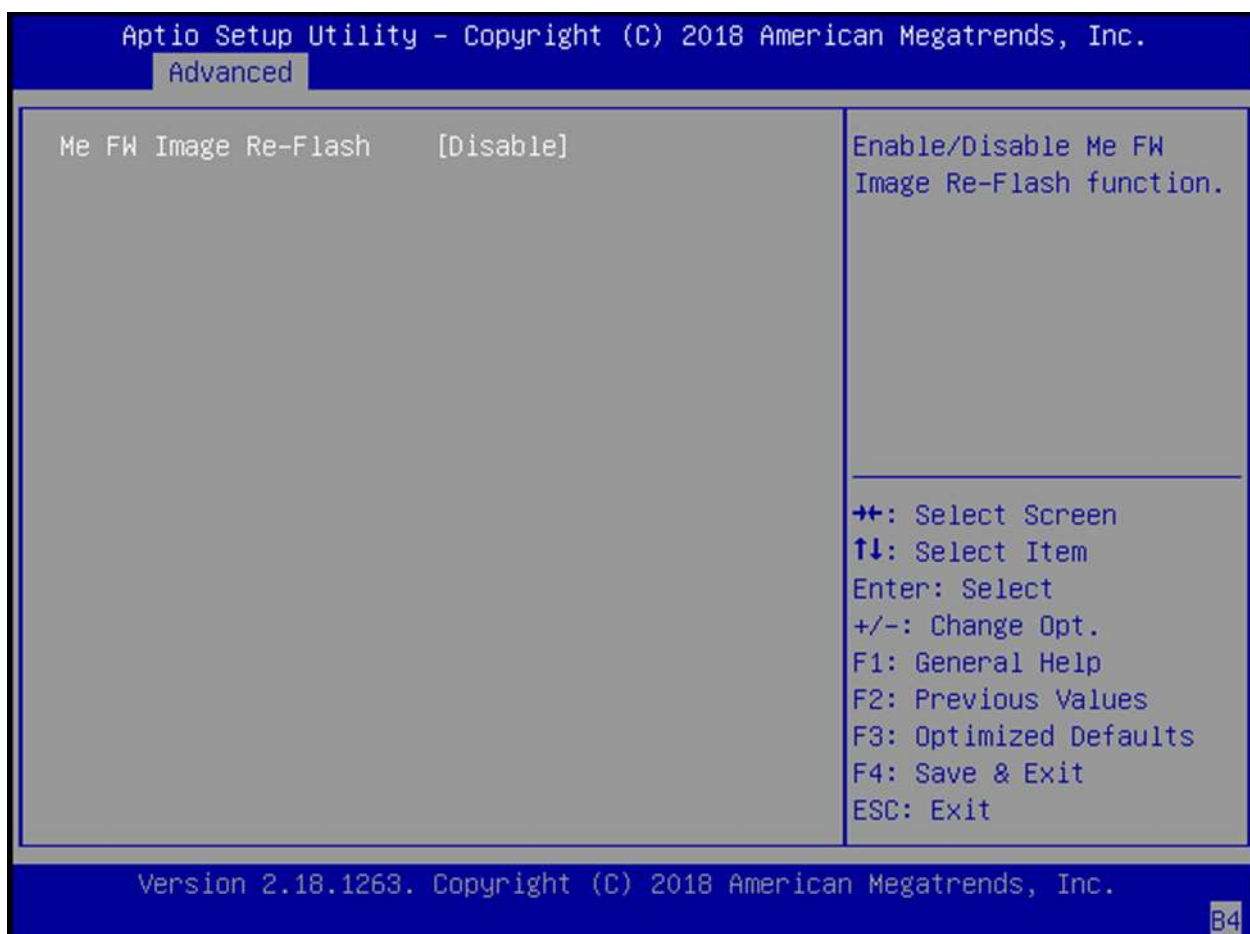 Aptio Setup Utility – Copyright (C) 2018 American Megatrends, Inc.
Advanced
Me FW Image Re-Flash [Disable]
Enable/Disable Me FW
Image Re-Flash function.
→←: Select Screen
↑↓: Select Item
Enter: Select
+/-: Change Opt.
F1: General Help
F2: Previous Values
F3: Optimized Defaults
F4: Save & Exit
ESC: Exit
Version 2.18.1263. Copyright (C) 2018 American Megatrends, Inc.
B4